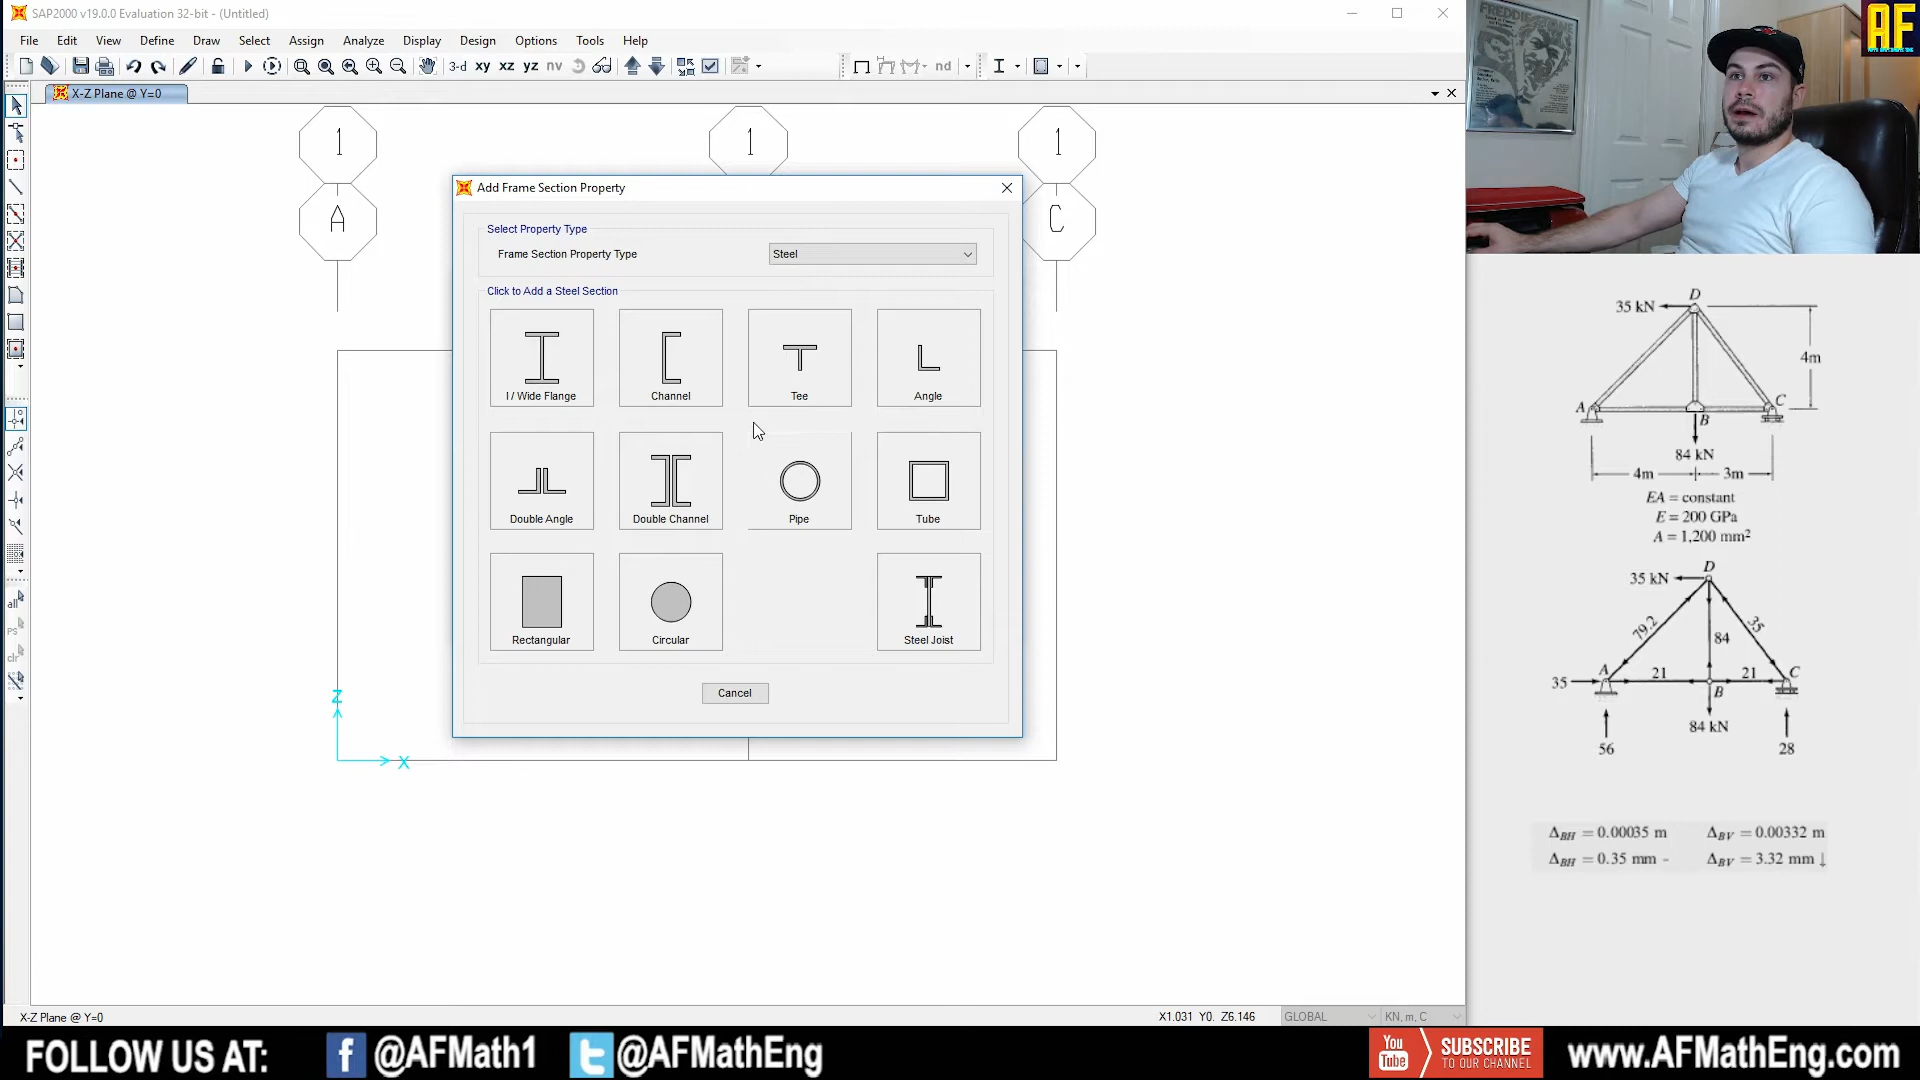 SAP2000 v19.0.0 Evaluation 32-bit - (Untitled)
File Edit View Define Draw Select Assign Analyze Display Design Options Tools Help
3-d xy xz yz nv nd
X-Z Plane @ Y=0
1 1 1
A C
Add Frame Section Property
Select Property Type
Frame Section Property Type Steel
Click to Add a Steel Section
I / Wide Flange Channel Tee Angle
Double Angle Double Channel Pipe Tube
Rectangular Circular Steel Joist
Cancel
Z
X
all
ps
clr
X-Z Plane @ Y=0 X1.031 Y0. Z6.146 GLOBAL KN, m, C
AF
D
35 kN
4m
A C
B
84 kN
4m 3m
EA = constant
E = 200 GPa
A = 1,200 mm²
D
35 kN
79.2 35
84
A 21 21 C
35
B
84 kN
56 28
Δ_BH = 0.00035 m Δ_BV = 0.00332 m
Δ_BH = 0.35 mm - Δ_BV = 3.32 mm ↓
FOLLOW US AT: f @AFMath1 @AFMathEng You Tube SUBSCRIBE TO OUR CHANNEL www.AFMathEng.com